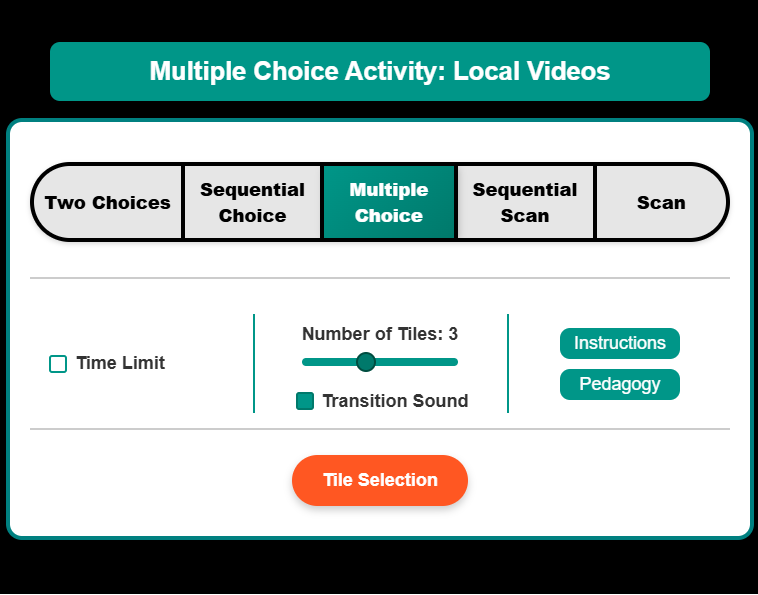 Multiple Choice Activity: Local Videos
Two Choices
Sequential
Choice
Multiple
Choice
Sequential
Scan
Scan
Time Limit
Number of Tiles: 3
Transition Sound
Instructions
Pedagogy
Tile Selection